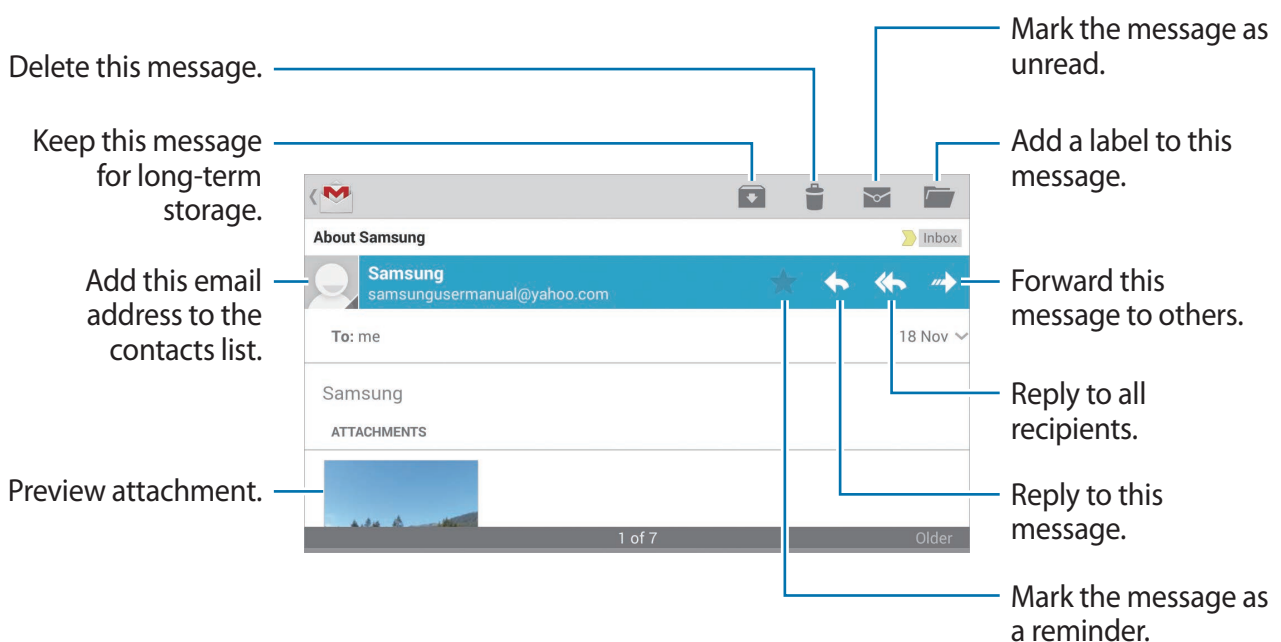 Delete this message.
Keep this message
for long-term
storage.
Add this email
address to the
contacts list.
Preview attachment.
Mark the message as
unread.
Add a label to this
message.
Forward this
message to others.
Reply to all
recipients.
Reply to this
message.
Mark the message as
a reminder.
About Samsung
Inbox
Samsung
samsungusermanual@yahoo.com
To: me
18 Nov
Samsung
ATTACHMENTS
1 of 7
Older